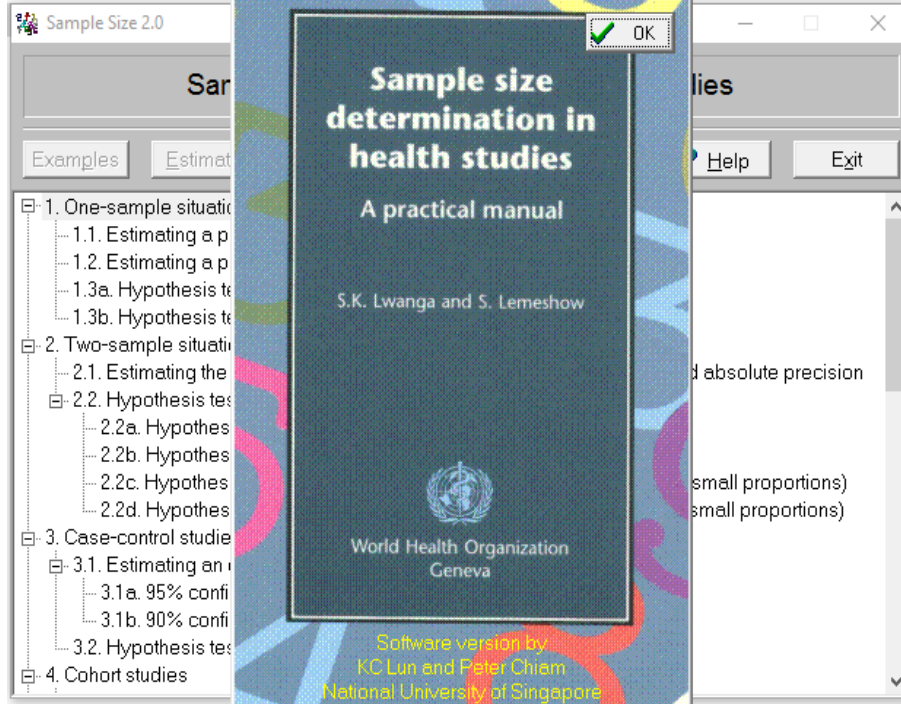 Sample Size 2.0
OK
Sample size
determination in
health studies
A practical manual
S.K. Lwanga and S. Lemeshow
World Health Organization
Geneva
Software version by
KC Lun and Peter Chiam
National University of Singapore
Sar
lies
Examples
Estimat
Help
Exit
1. One-sample situatio
1.1. Estimating a p
1.2. Estimating a p
1.3a. Hypothesis te
1.3b. Hypothesis te
2. Two-sample situati
2.1. Estimating the
d absolute precision
2.2. Hypothesis tes
2.2a. Hypothes
2.2b. Hypothes
2.2c. Hypothes
small proportions)
2.2d. Hypothes
small proportions)
3. Case-control studie
3.1. Estimating an
3.1a. 95% confi
3.1b. 90% confi
3.2. Hypothesis tes
4. Cohort studies